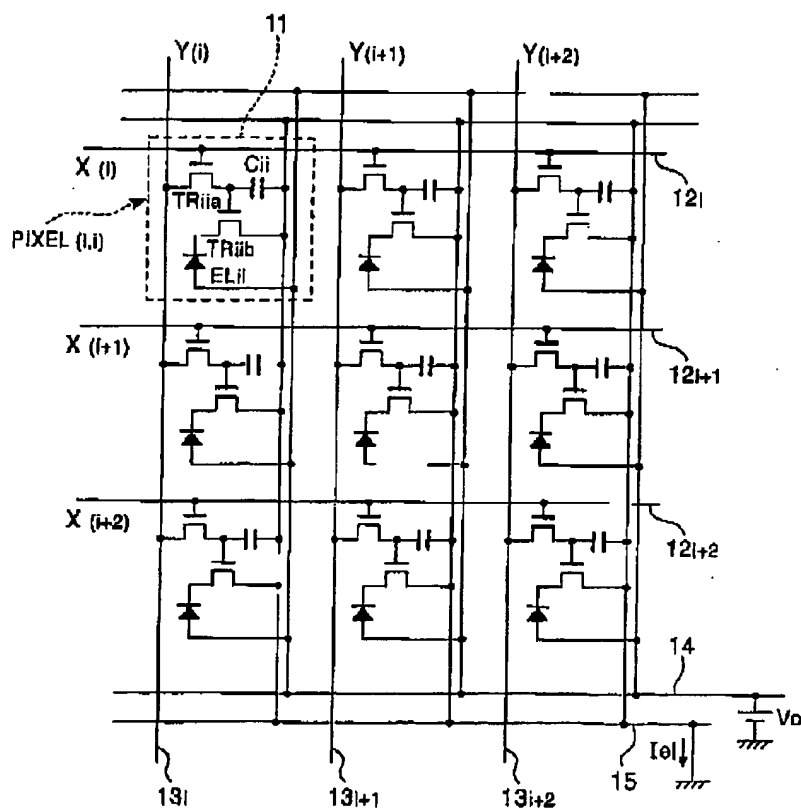 11
Y(i) Y(i+1) Y(i+2)
X (i)
Cii
12i
TRiia
PIXEL (i,i)
TRiib
ELii
X (i+1)
12i+1
X (i+2)
12i+2
14
VD
Iel
15
13i 13i+1 13i+2